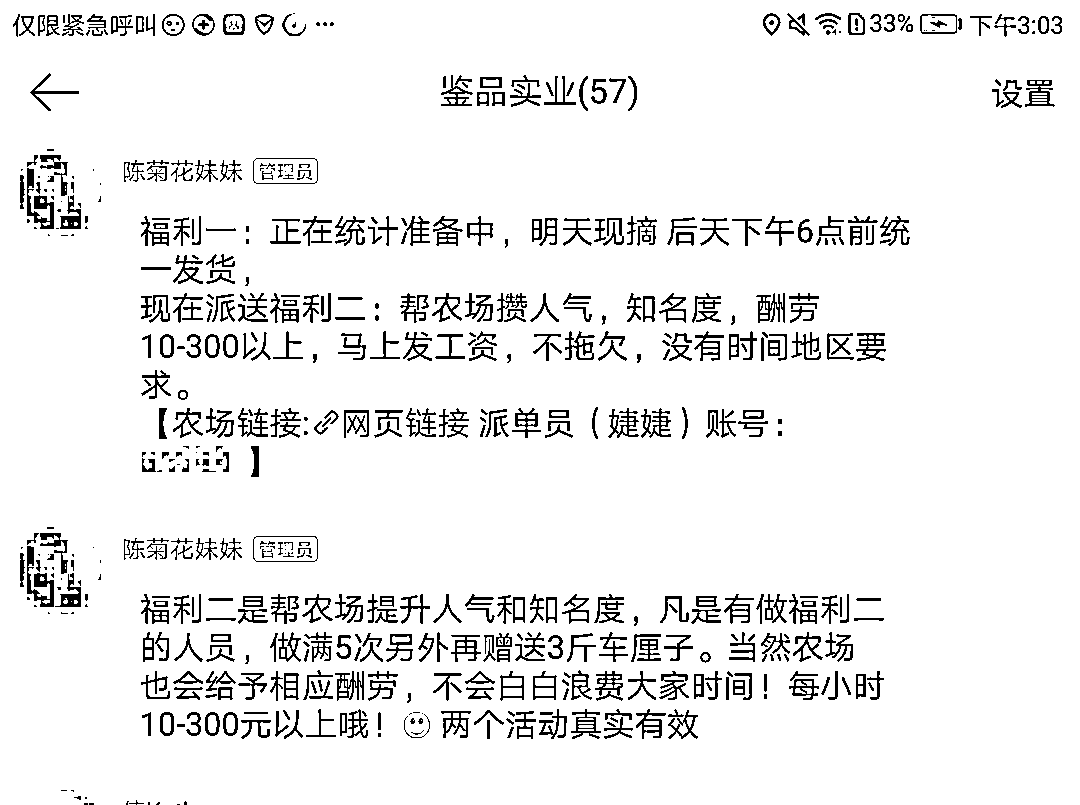 仅限紧急呼叫 33% 下午3:03
鉴品实业(57) 设置
陈菊花妹妹 管理员
福利一：正在统计准备中，明天现摘 后天下午6点前统
一发货，
现在派送福利二：帮农场攒人气，知名度，酬劳
10-300以上，马上发工资，不拖欠，没有时间地区要
求。
【农场链接:网页链接 派单员（婕婕）账号：
】
陈菊花妹妹 管理员
福利二是帮农场提升人气和知名度，凡是有做福利二
的人员，做满5次另外再赠送3斤车厘子。当然农场
也会给予相应酬劳，不会白白浪费大家时间！每小时
10-300元以上哦！ 两个活动真实有效